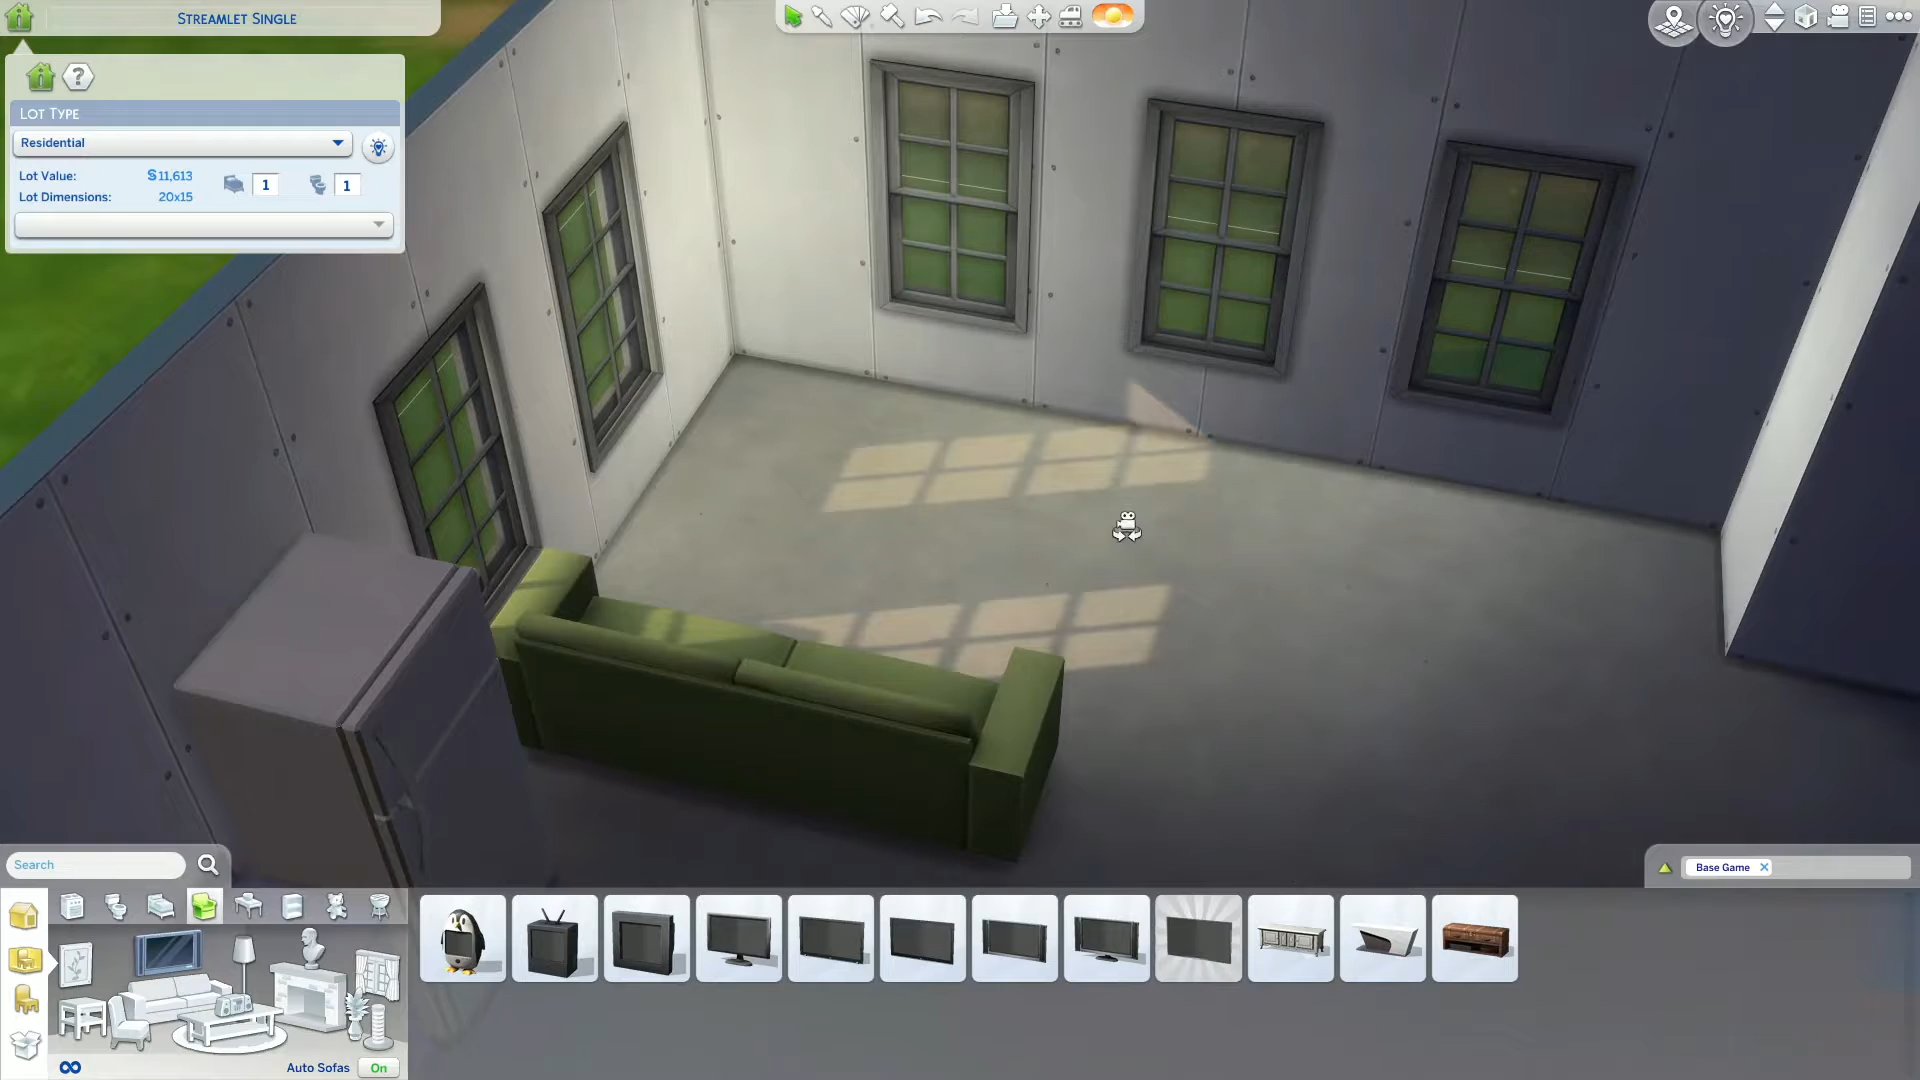 Streamlet Single
?
Lot Type
Residential
Lot Value: §11,613 1 1
Lot Dimensions: 20x15
Search
Base Game
Auto Sofas On